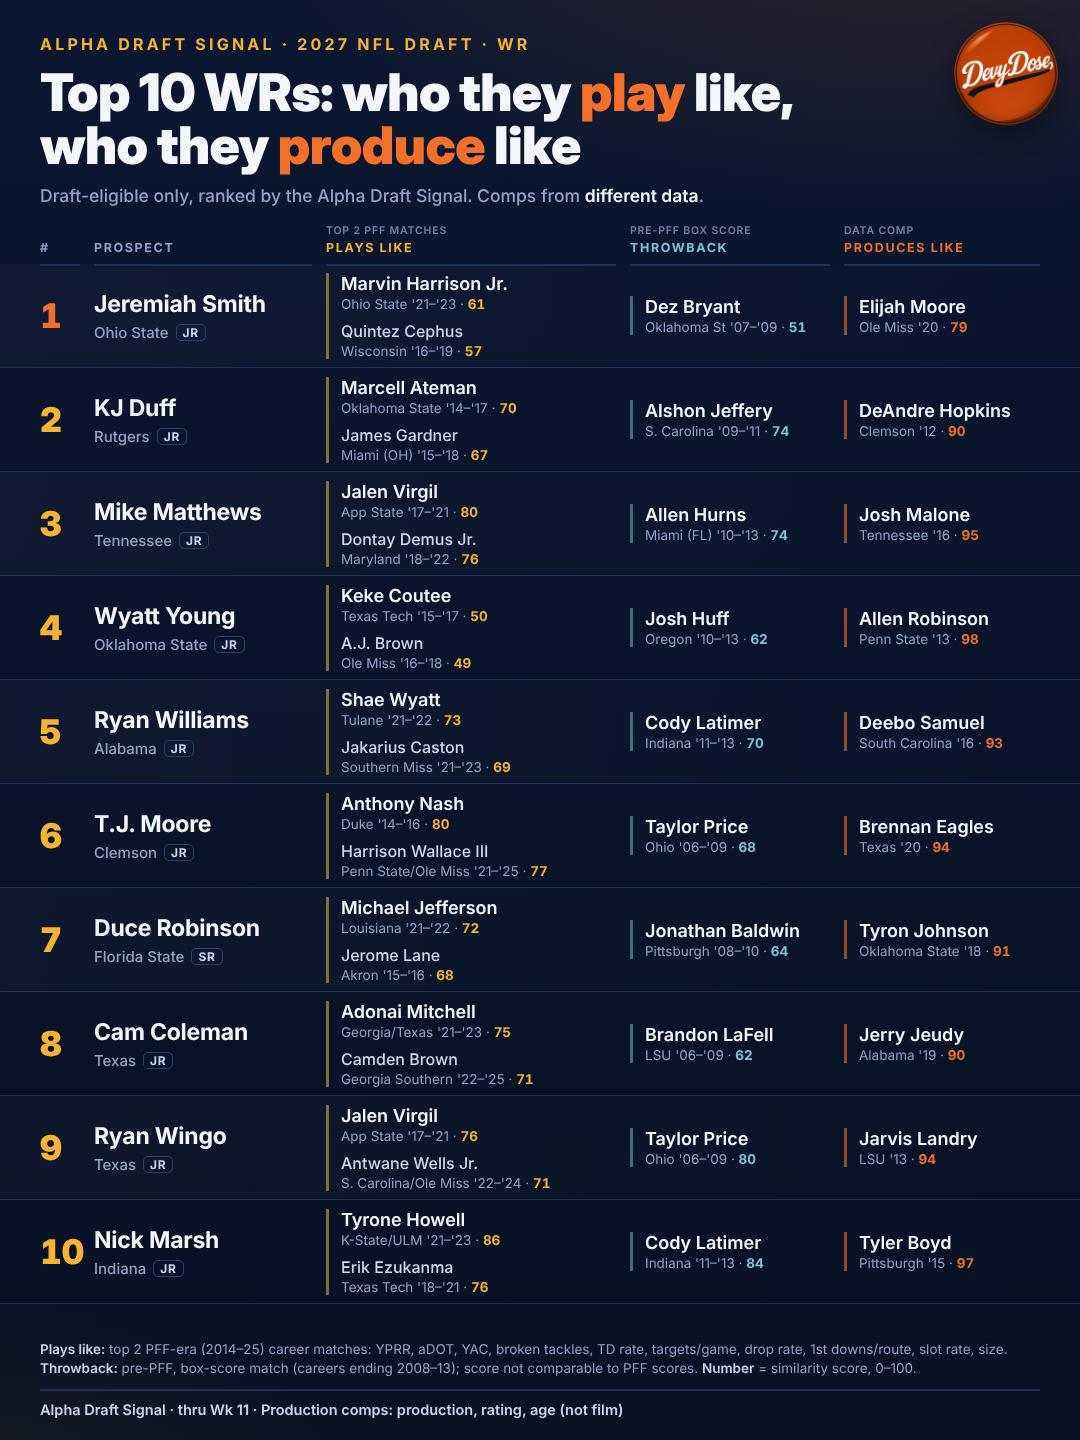 ALPHA DRAFT SIGNAL · 2027 NFL DRAFT · WR
DevyDose,
Top 10 WRs: who they play like,
who they produce like
Draft-eligible only, ranked by the Alpha Draft Signal. Comps from different data.
TOP 2 PFF MATCHES PRE-PFF BOX SCORE DATA COMP
# PROSPECT PLAYS LIKE THROWBACK PRODUCES LIKE
1
Jeremiah Smith
Ohio State JR
Marvin Harrison Jr.
Ohio State '21–'23 · 61
Quintez Cephus
Wisconsin '16–'19 · 57
Dez Bryant
Oklahoma St '07–'09 · 51
Elijah Moore
Ole Miss '20 · 79
2
KJ Duff
Rutgers JR
Marcell Ateman
Oklahoma State '14–'17 · 70
James Gardner
Miami (OH) '15–'18 · 67
Alshon Jeffery
S. Carolina '09–'11 · 74
DeAndre Hopkins
Clemson '12 · 90
3
Mike Matthews
Tennessee JR
Jalen Virgil
App State '17–'21 · 80
Dontay Demus Jr.
Maryland '18–'22 · 76
Allen Hurns
Miami (FL) '10–'13 · 74
Josh Malone
Tennessee '16 · 95
4
Wyatt Young
Oklahoma State JR
Keke Coutee
Texas Tech '15–'17 · 50
A.J. Brown
Ole Miss '16–'18 · 49
Josh Huff
Oregon '10–'13 · 62
Allen Robinson
Penn State '13 · 98
5
Ryan Williams
Alabama JR
Shae Wyatt
Tulane '21–'22 · 73
Jakarius Caston
Southern Miss '21–'23 · 69
Cody Latimer
Indiana '11–'13 · 70
Deebo Samuel
South Carolina '16 · 93
6
T.J. Moore
Clemson JR
Anthony Nash
Duke '14–'16 · 80
Harrison Wallace III
Penn State/Ole Miss '21–'25 · 77
Taylor Price
Ohio '06–'09 · 68
Brennan Eagles
Texas '20 · 94
7
Duce Robinson
Florida State SR
Michael Jefferson
Louisiana '21–'22 · 72
Jerome Lane
Akron '15–'16 · 68
Jonathan Baldwin
Pittsburgh '08–'10 · 64
Tyron Johnson
Oklahoma State '18 · 91
8
Cam Coleman
Texas JR
Adonai Mitchell
Georgia/Texas '21–'23 · 75
Camden Brown
Georgia Southern '22–'25 · 71
Brandon LaFell
LSU '06–'09 · 62
Jerry Jeudy
Alabama '19 · 90
9
Ryan Wingo
Texas JR
Jalen Virgil
App State '17–'21 · 76
Antwane Wells Jr.
S. Carolina/Ole Miss '22–'24 · 71
Taylor Price
Ohio '06–'09 · 80
Jarvis Landry
LSU '13 · 94
10
Nick Marsh
Indiana JR
Tyrone Howell
K-State/ULM '21–'23 · 86
Erik Ezukanma
Texas Tech '18–'21 · 76
Cody Latimer
Indiana '11–'13 · 84
Tyler Boyd
Pittsburgh '15 · 97
Plays like: top 2 PFF-era (2014–25) career matches: YPRR, aDOT, YAC, broken tackles, TD rate, targets/game, drop rate, 1st downs/route, slot rate, size.
Throwback: pre-PFF, box-score match (careers ending 2008–13); score not comparable to PFF scores. Number = similarity score, 0–100.
Alpha Draft Signal · thru Wk 11 · Production comps: production, rating, age (not film)